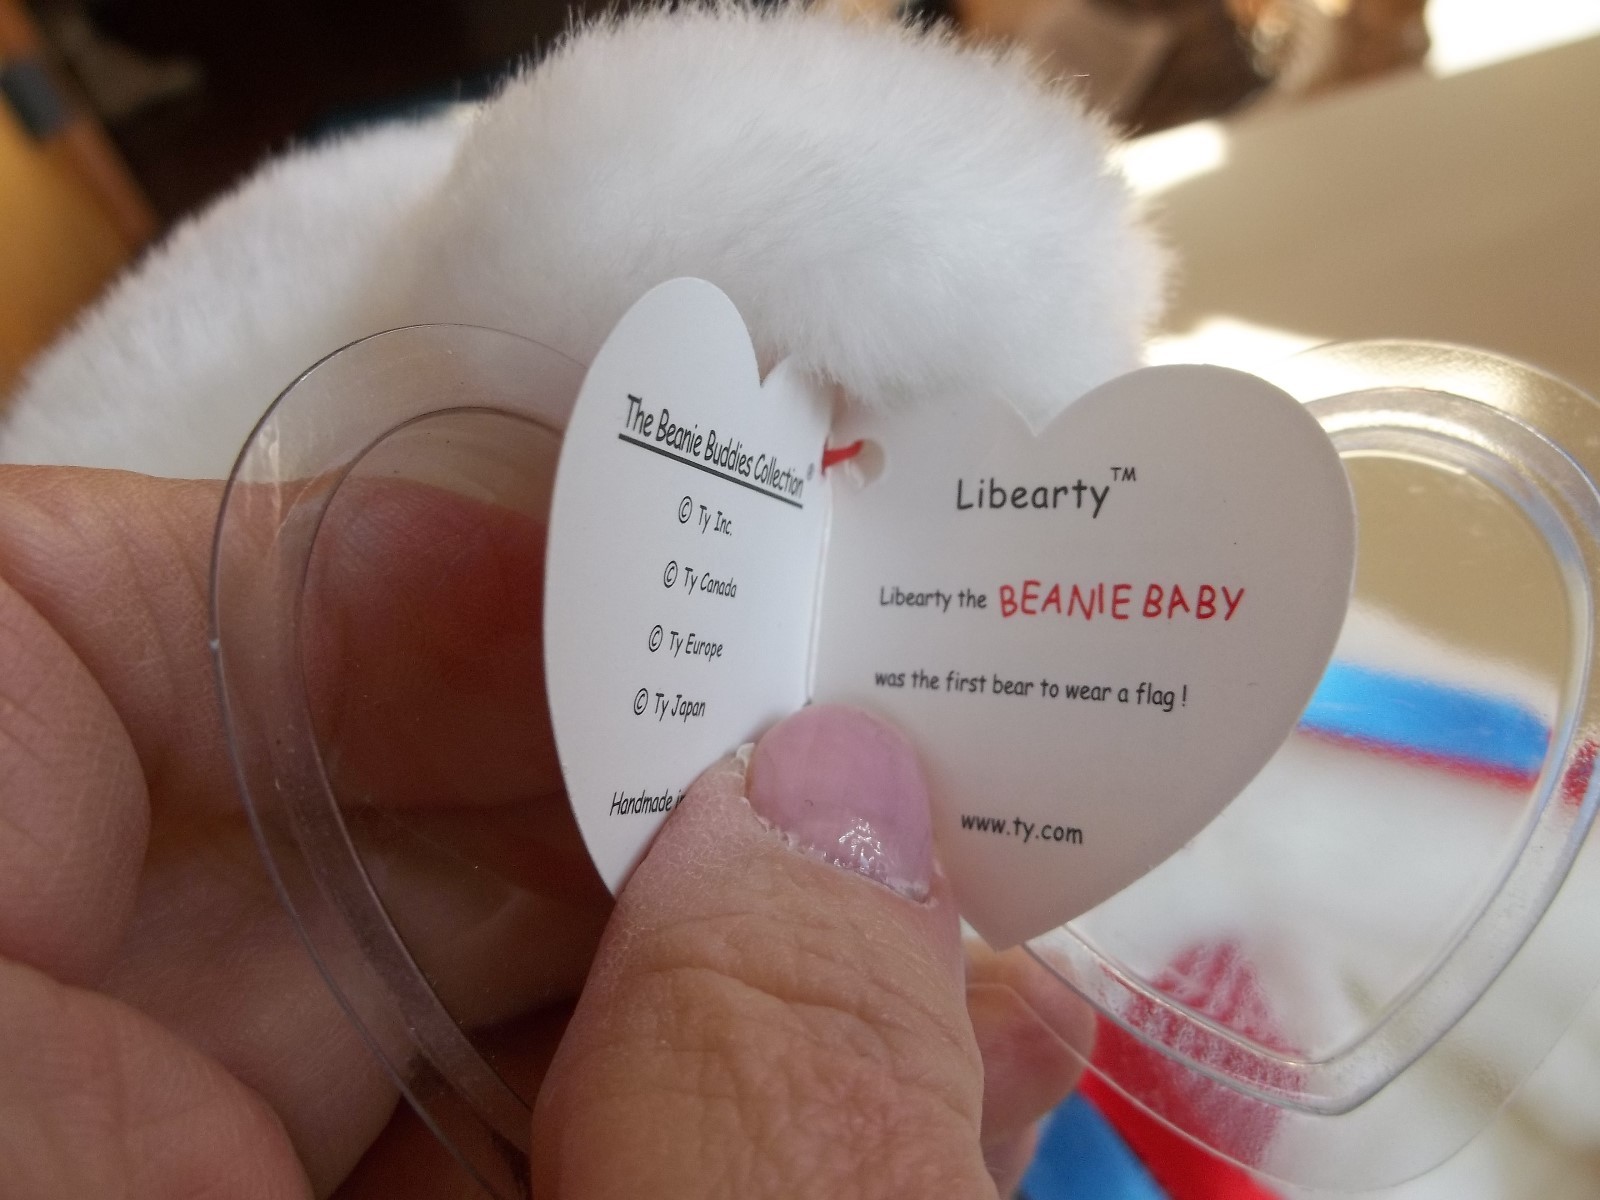 The Beanie Buddies Collection®
© Ty Inc.
© Ty Canada
© Ty Europe
© Ty Japan
Handmade
Libearty™
Libearty the BEANIE BABY
was the first bear to wear a flag !
www.ty.com